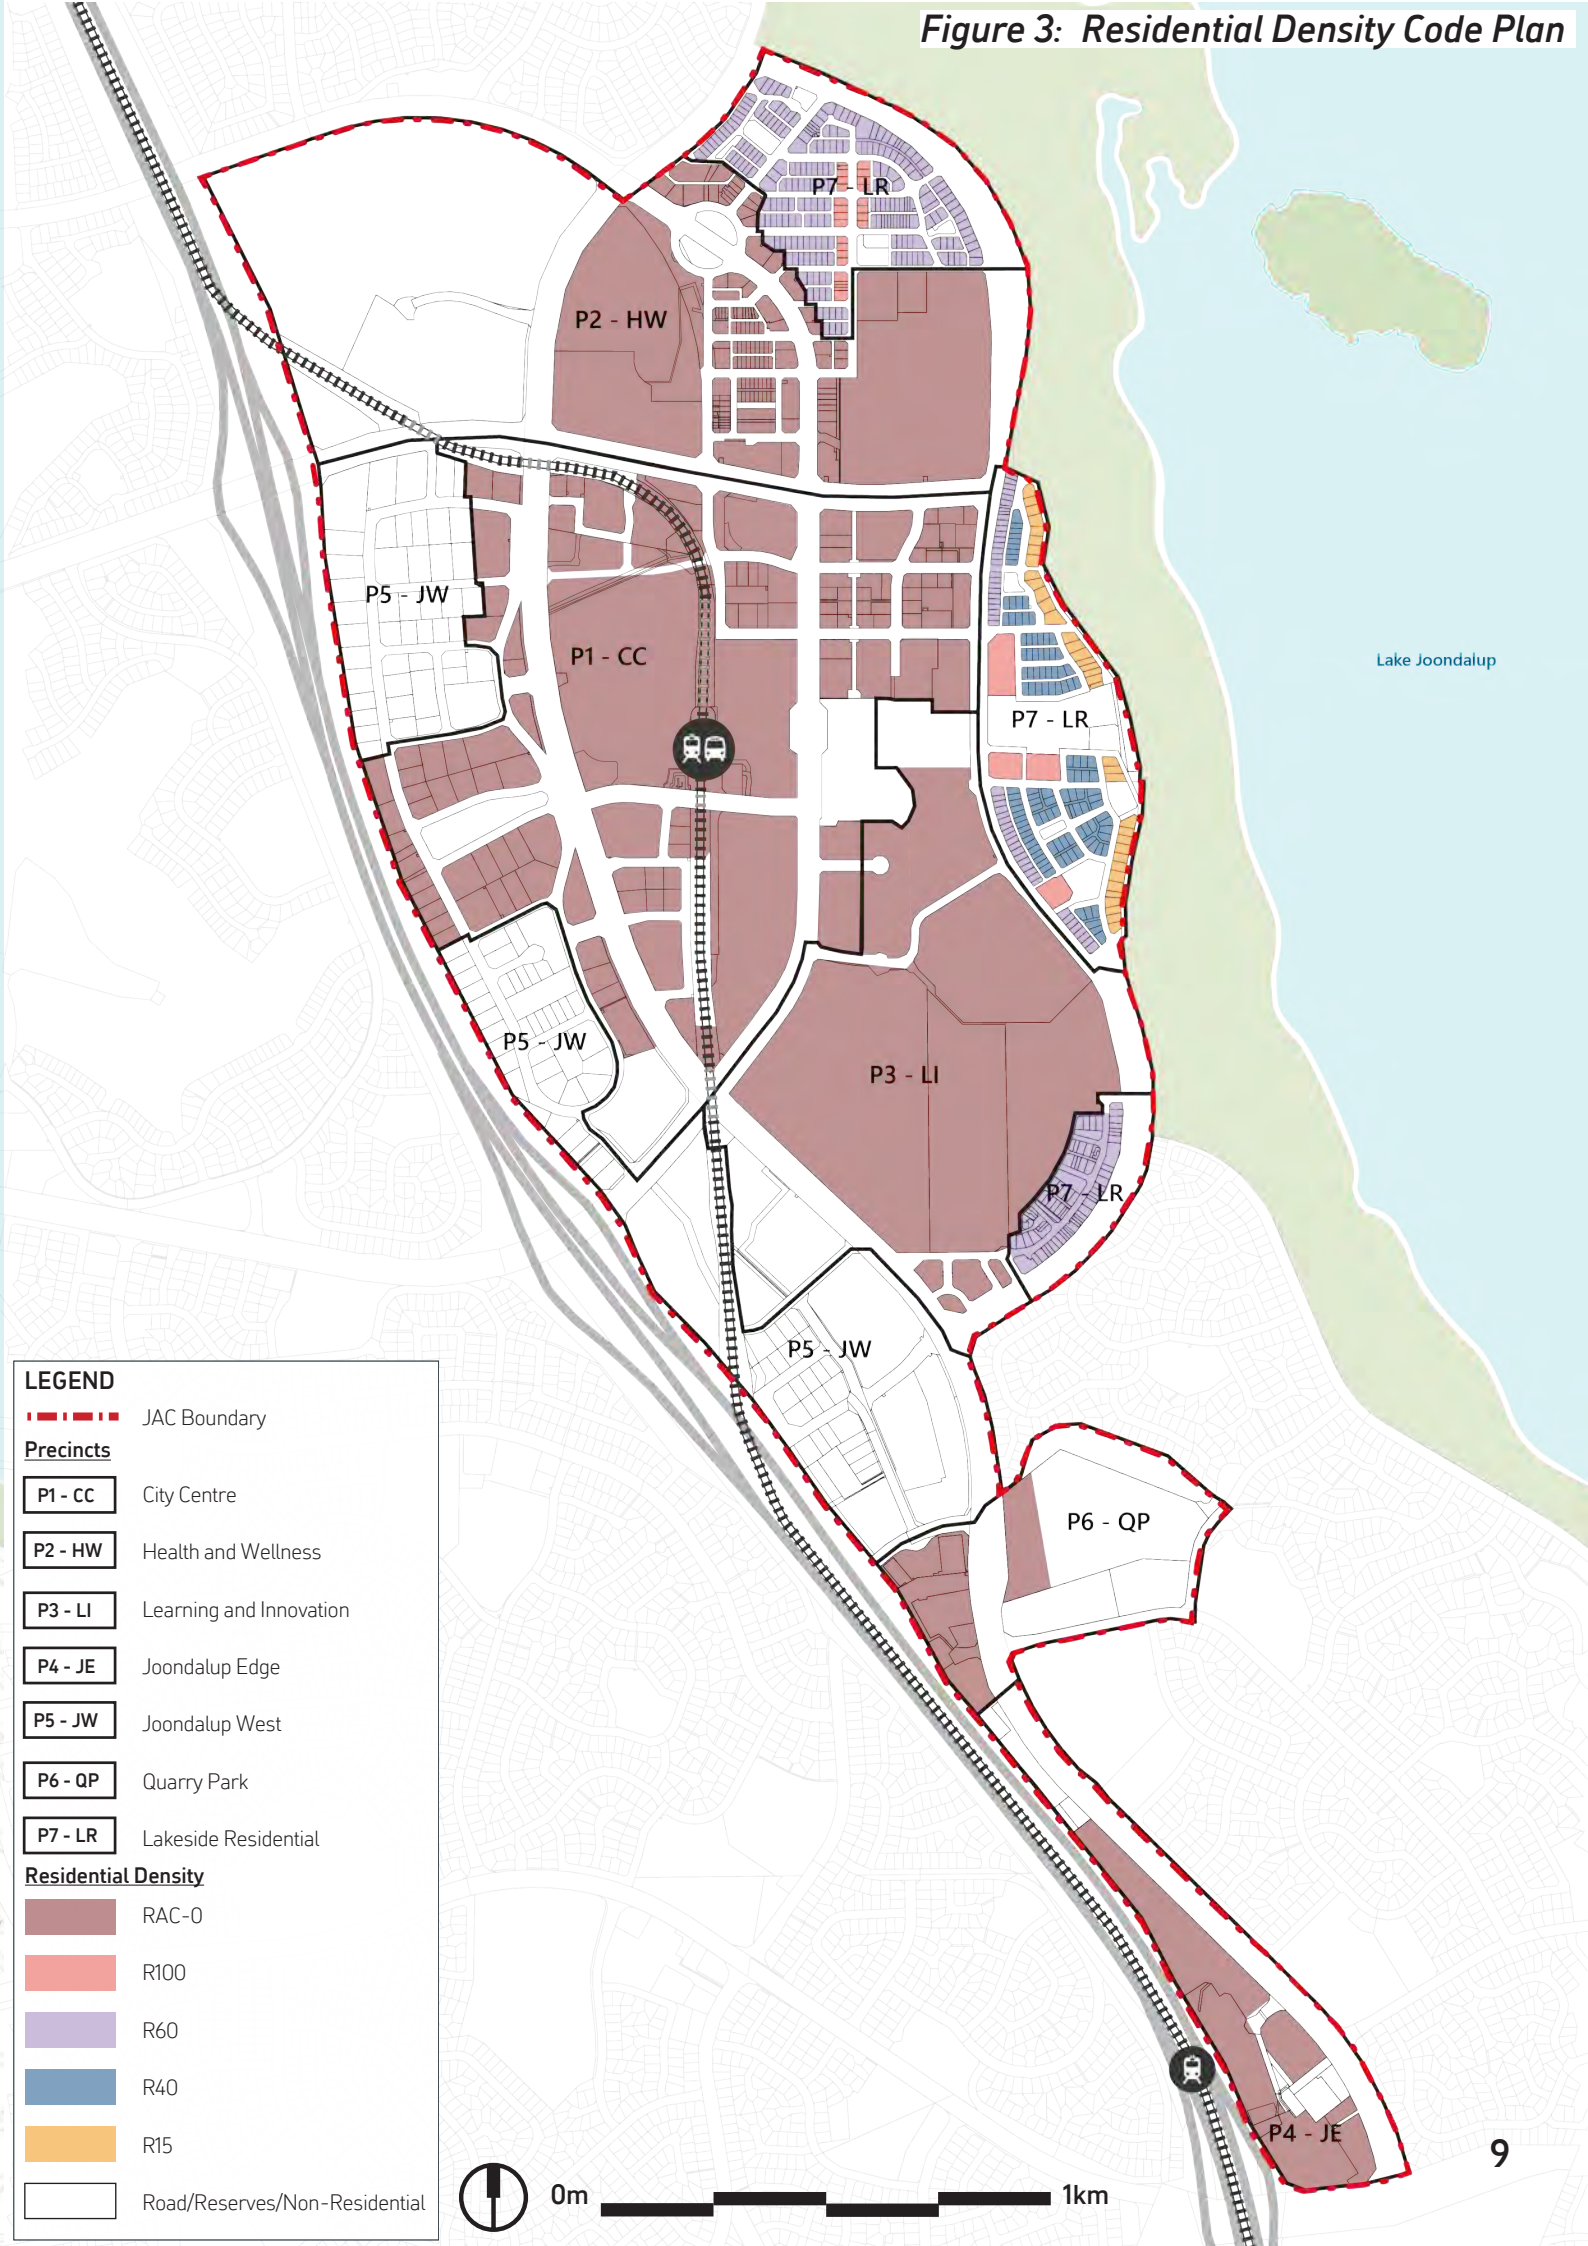 Figure 3: Residential Density Code Plan
P7 - LR
P2 - HW
P5 - JW
P1 - CC
Lake Joondalup
P7 - LR
P5 - JW
P3 - LI
P7 - LR
P5 - JW
P6 - QP
P4 - JE
LEGEND
JAC Boundary
Precincts
P1 - CC City Centre
P2 - HW Health and Wellness
P3 - LI Learning and Innovation
P4 - JE Joondalup Edge
P5 - JW Joondalup West
P6 - QP Quarry Park
P7 - LR Lakeside Residential
Residential Density
RAC-0
R100
R60
R40
R15
Road/Reserves/Non-Residential
0m 1km
9